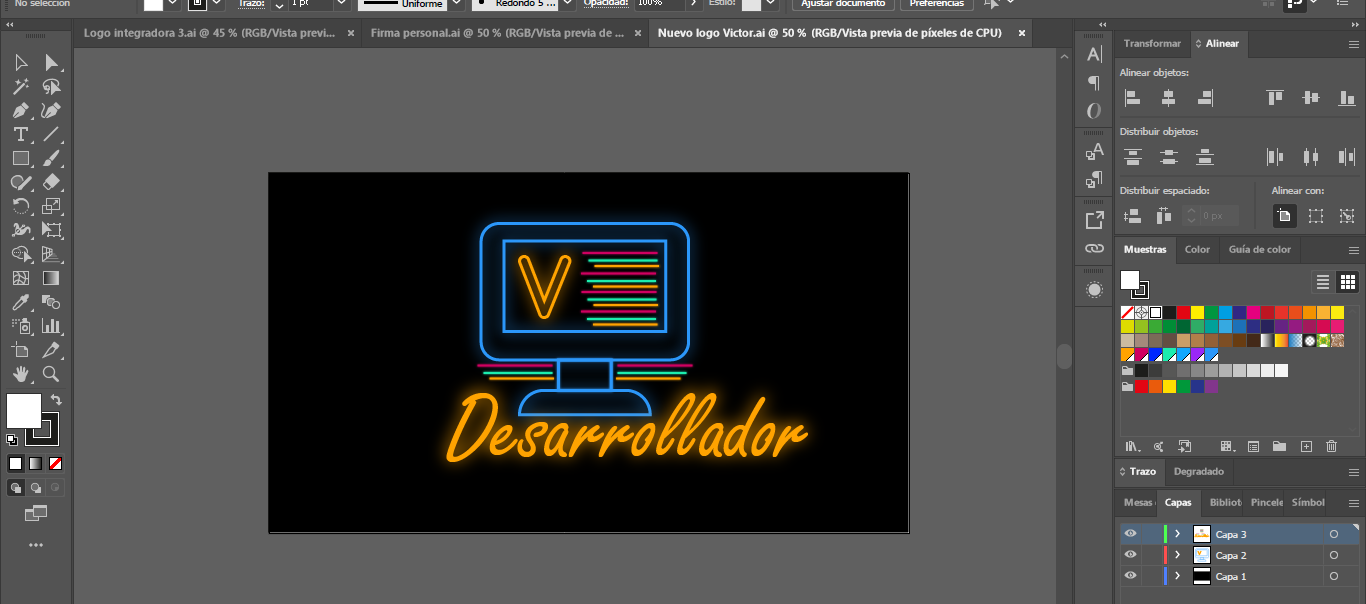 No selección
Trazo:
1 pt
Uniforme
Redondo 5 ...
Opacidad:
100%
Estilo:
Ajustar documento
Preferencias
Logo integradora 3.ai @ 45 % (RGB/Vista previ...
Firma personal.ai @ 50 % (RGB/Vista previa de ...
Nuevo logo Victor.ai @ 50 % (RGB/Vista previa de píxeles de CPU)
Transformar
Alinear
Alinear objetos:
Distribuir objetos:
Distribuir espaciado:
Alinear con:
0 px
Muestras
Color
Guía de color
V
Desarrollador
Trazo
Degradado
Mesas
Capas
Bibliot
Pincele
Símbol
Capa 3
Capa 2
Capa 1